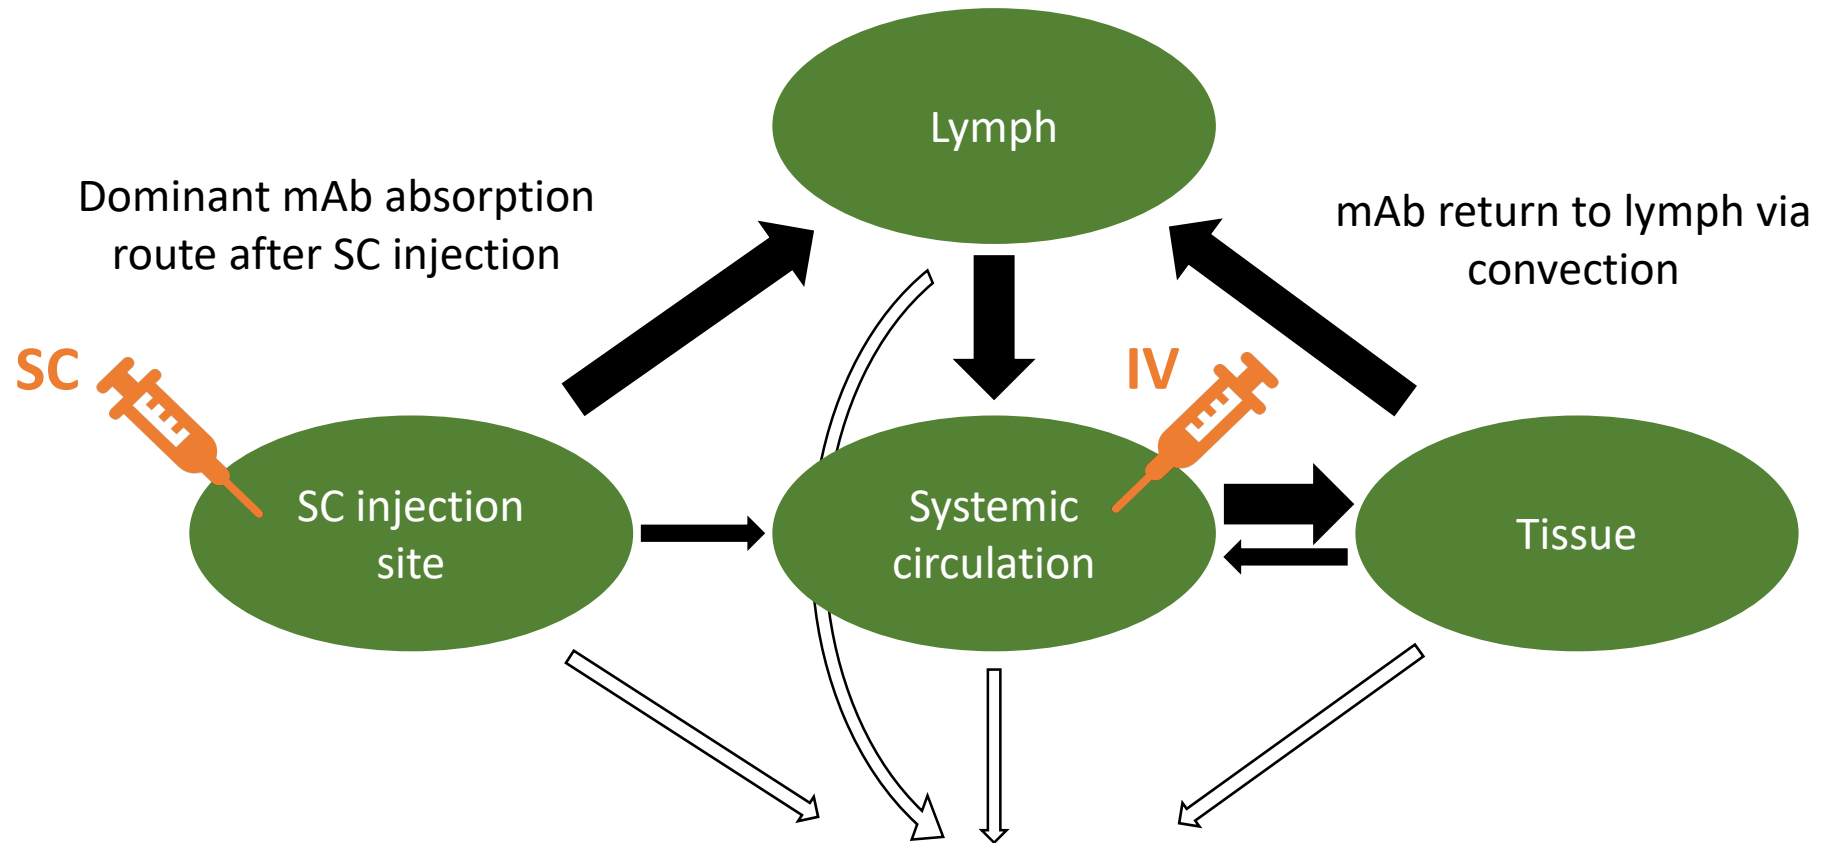 Lymph
Dominant mAb absorption
route after SC injection
mAb return to lymph via
convection
SC
IV
SC injection
site
Systemic
circulation
Tissue